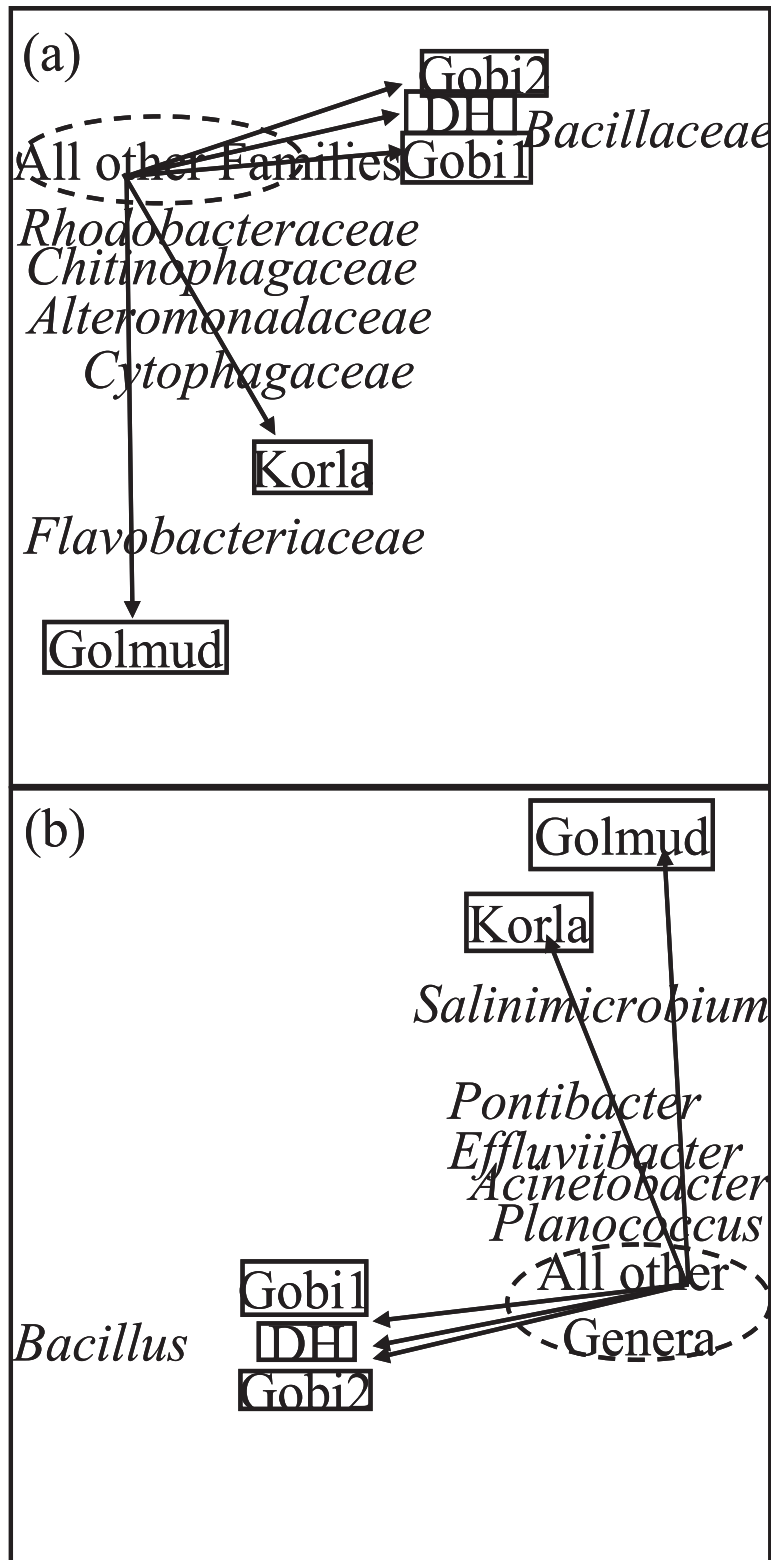 (a)
Gobi2
DH
Bacillaceae
All other Families
Gobi1
Rhodobacteraceae
Chitinophagaceae
Alteromonadaceae
Cytophagaceae
Korla
Flavobacteriaceae
Golmud
(b)
Golmud
Korla
Salinimicrobium
Pontibacter
Effluviibacter
Acinetobacter
Planococcus
All other
Genera
Gobi1
Bacillus
DH
Gobi2